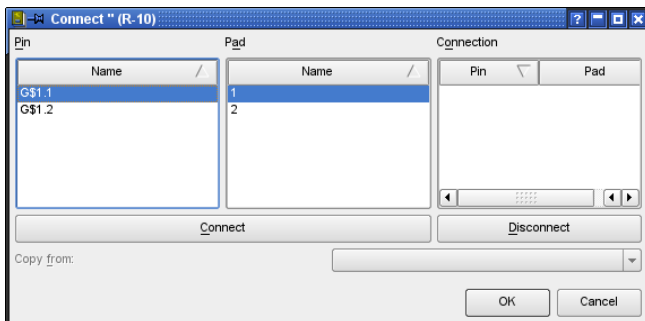 Connect '' (R-10)
Pin Pad Connection
Name Name Pin Pad
G$1.1 1
G$1.2 2
Connect Disconnect
Copy from:
OK Cancel